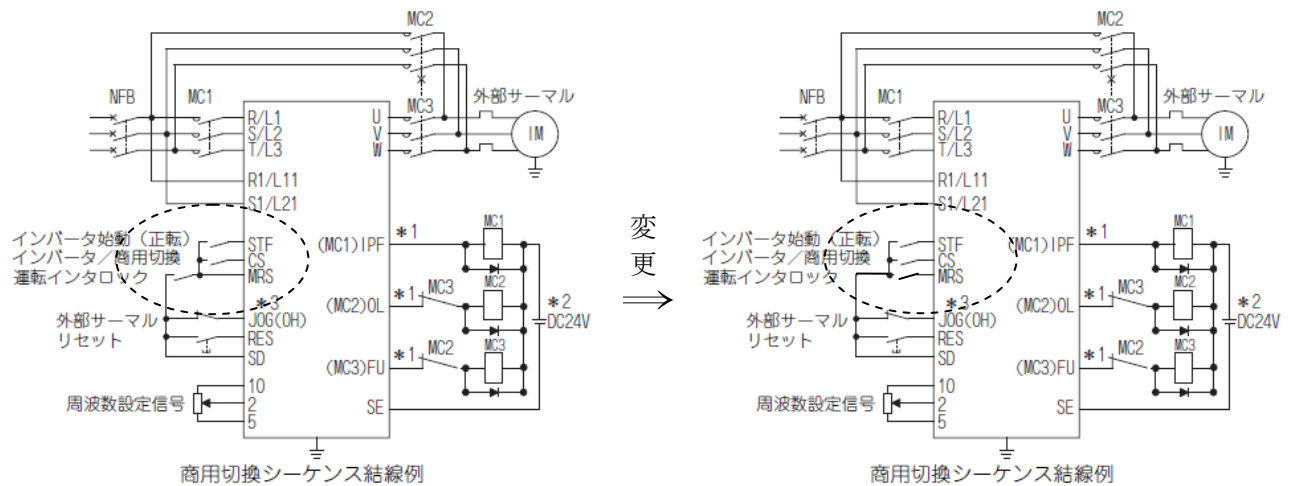 MC2
NFB
MC1
R/L1
S/L2
T/L3
R1/L11
S1/L21
U
V
W
MC3
外部サーマル
IM
インバータ始動（正転）
インバータ／商用切換
運転インタロック
STF
CS
MRS
＊3
外部サーマル
リセット
JOG(OH)
RES
SD
周波数設定信号
10
2
5
(MC1)IPF
＊1
MC1
(MC2)OL
＊1
MC3
MC2
＊2
DC24V
(MC3)FU
＊1
MC2
MC3
SE
商用切換シーケンス結線例
変
更
MC2
NFB
MC1
R/L1
S/L2
T/L3
R1/L11
S1/L21
U
V
W
MC3
外部サーマル
IM
インバータ始動（正転）
インバータ／商用切換
運転インタロック
STF
CS
MRS
＊3
外部サーマル
リセット
JOG(OH)
RES
SD
周波数設定信号
10
2
5
(MC1)IPF
＊1
MC1
(MC2)OL
＊1
MC3
MC2
＊2
DC24V
(MC3)FU
＊1
MC2
MC3
SE
商用切換シーケンス結線例